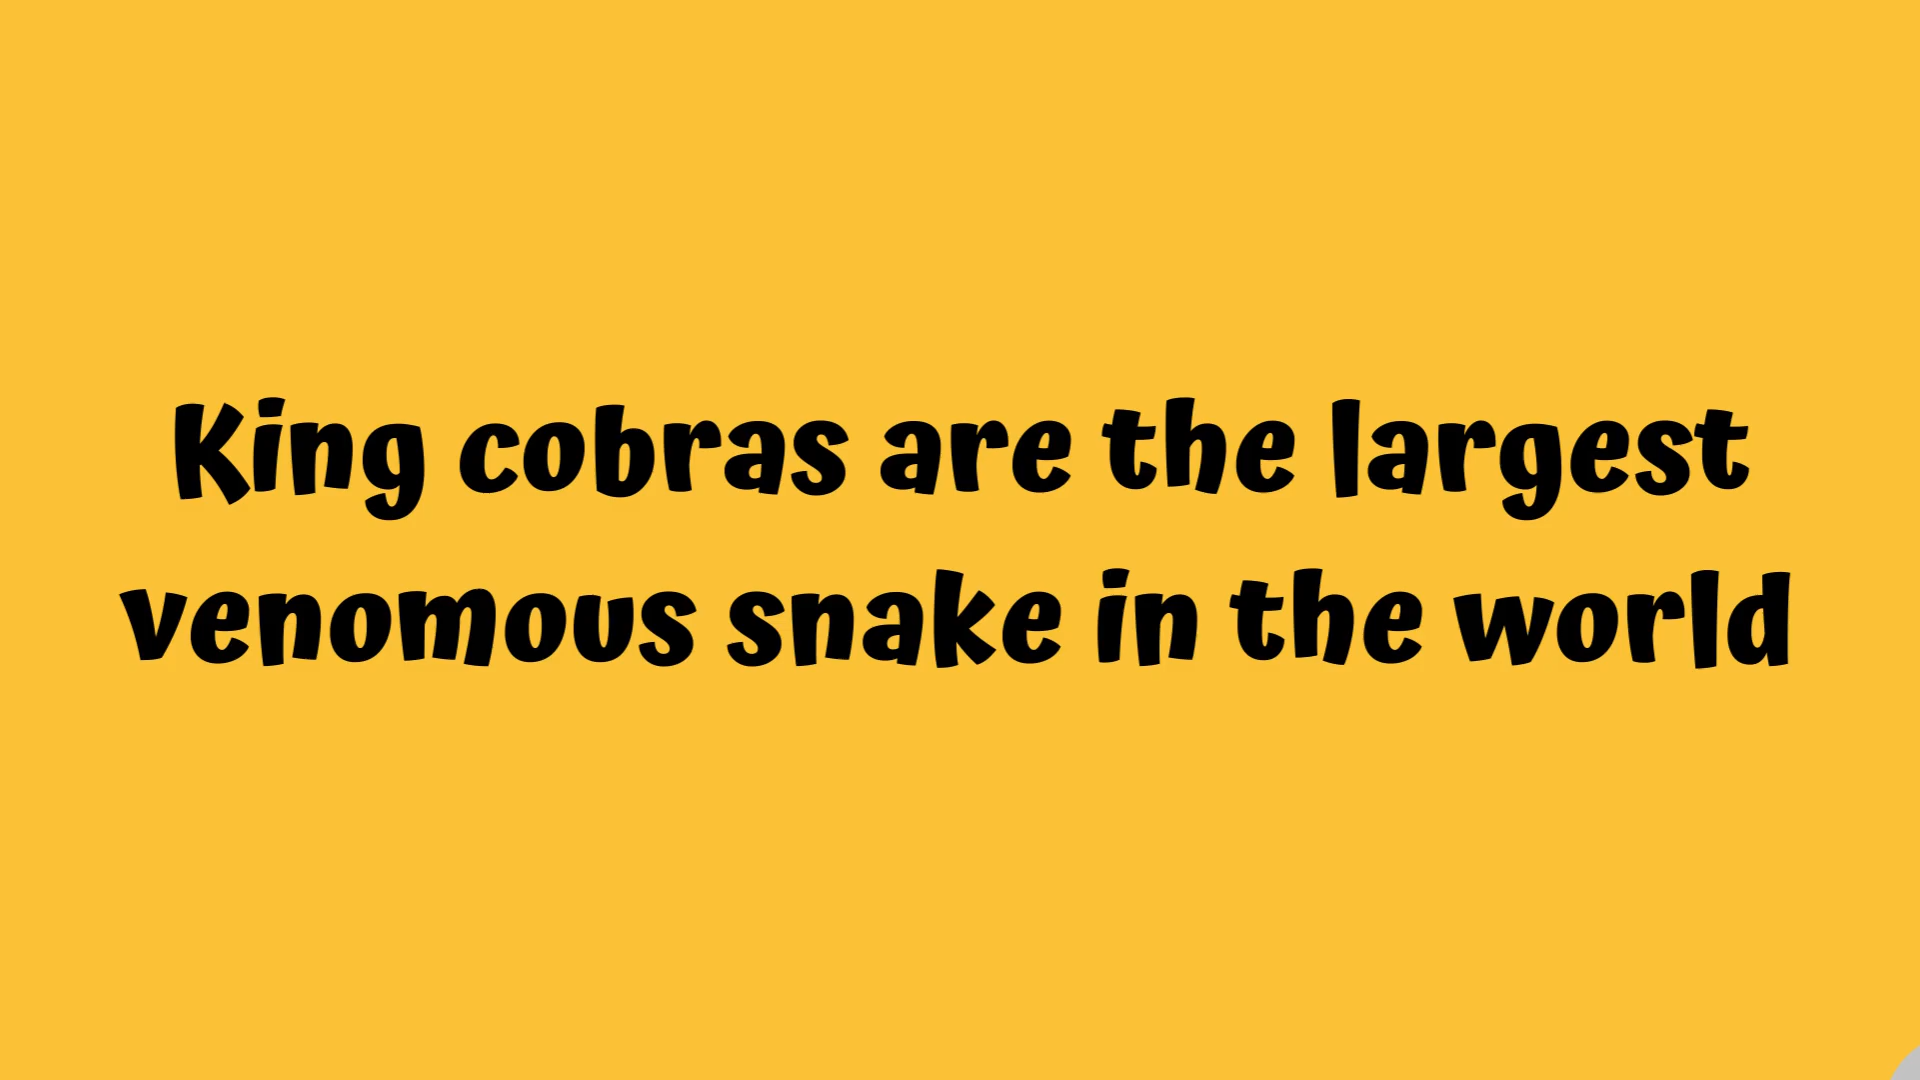 King cobras are the largest
venomous snake in the world